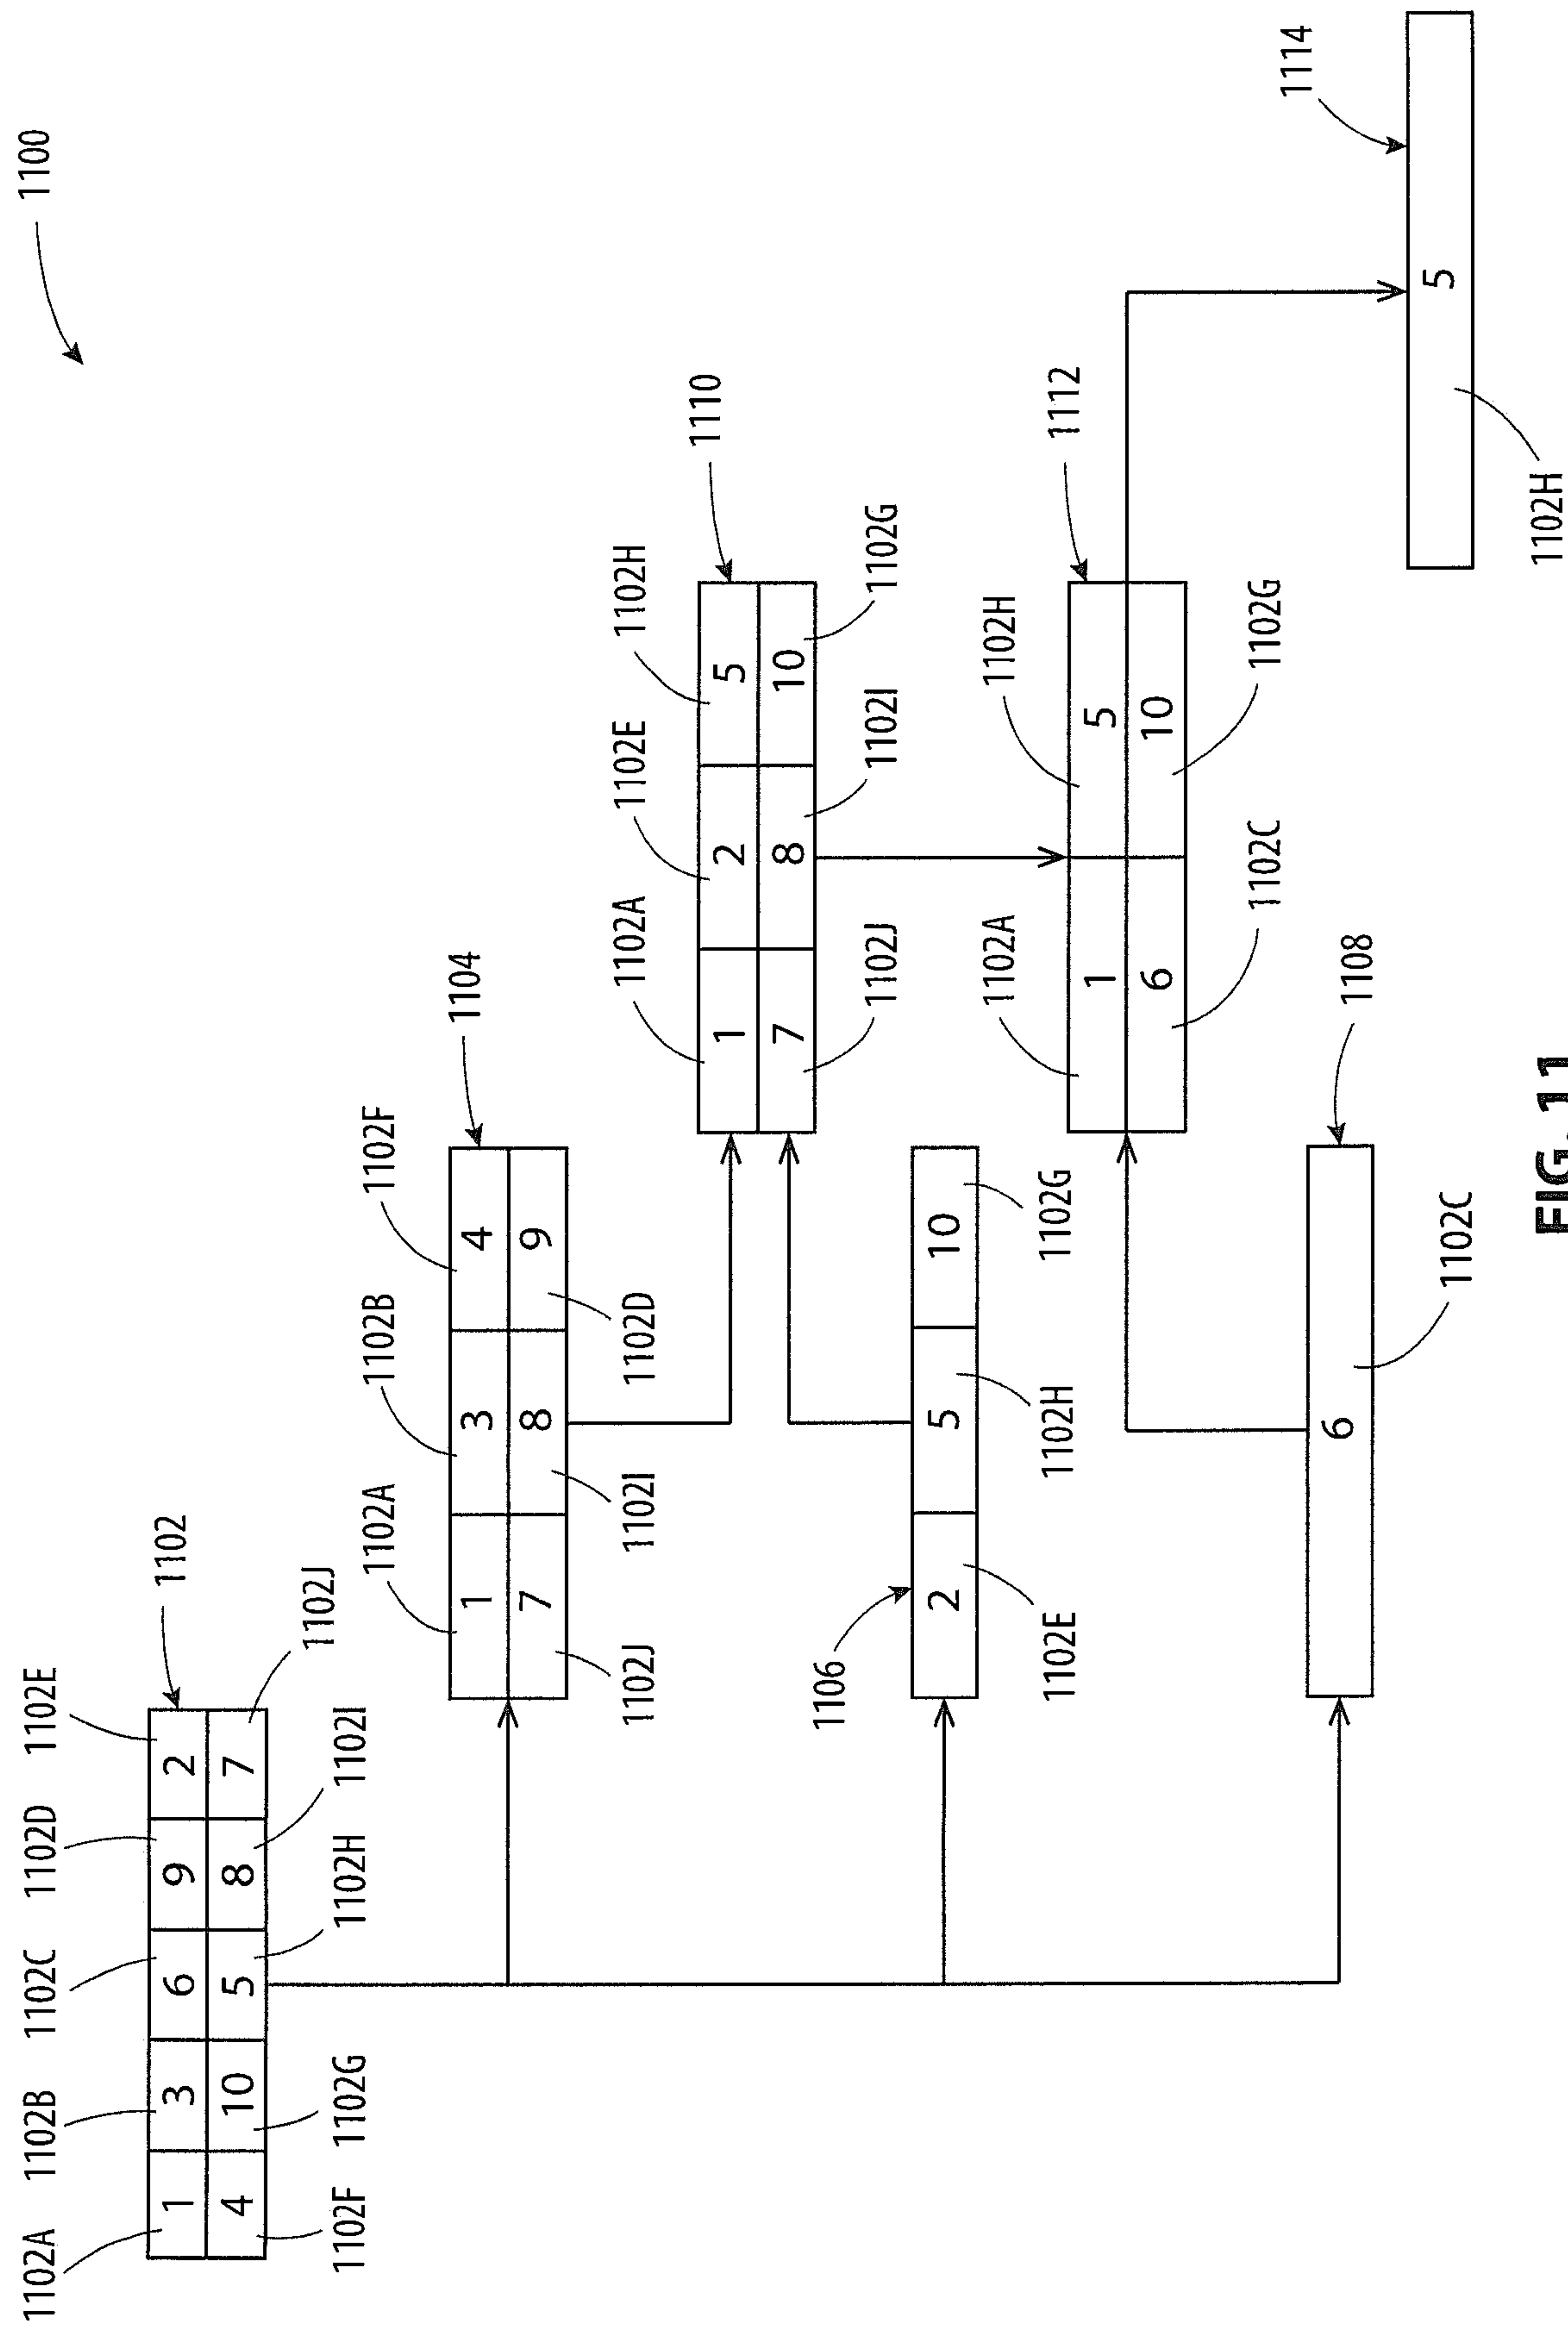 1100
1102A 1102B 1102C 1102D 1102E
1102
1 3 6 9 2
4 10 5 8 7
1102F 1102G 1102H 1102I 1102J
1102A 1102B 1102F
1104
1 3 4
7 8 9
1102J 1102I 1102D
1102A 1102E 1102H
1110
1 2 5
7 8 10
1102J 1102I 1102G
1106
2 5 10
1102E 1102H 1102G
1102A 1102H
1112
1 5
6 10
1102C 1102G
1108
6
1102C
1114
5
1102H
FIG. 11